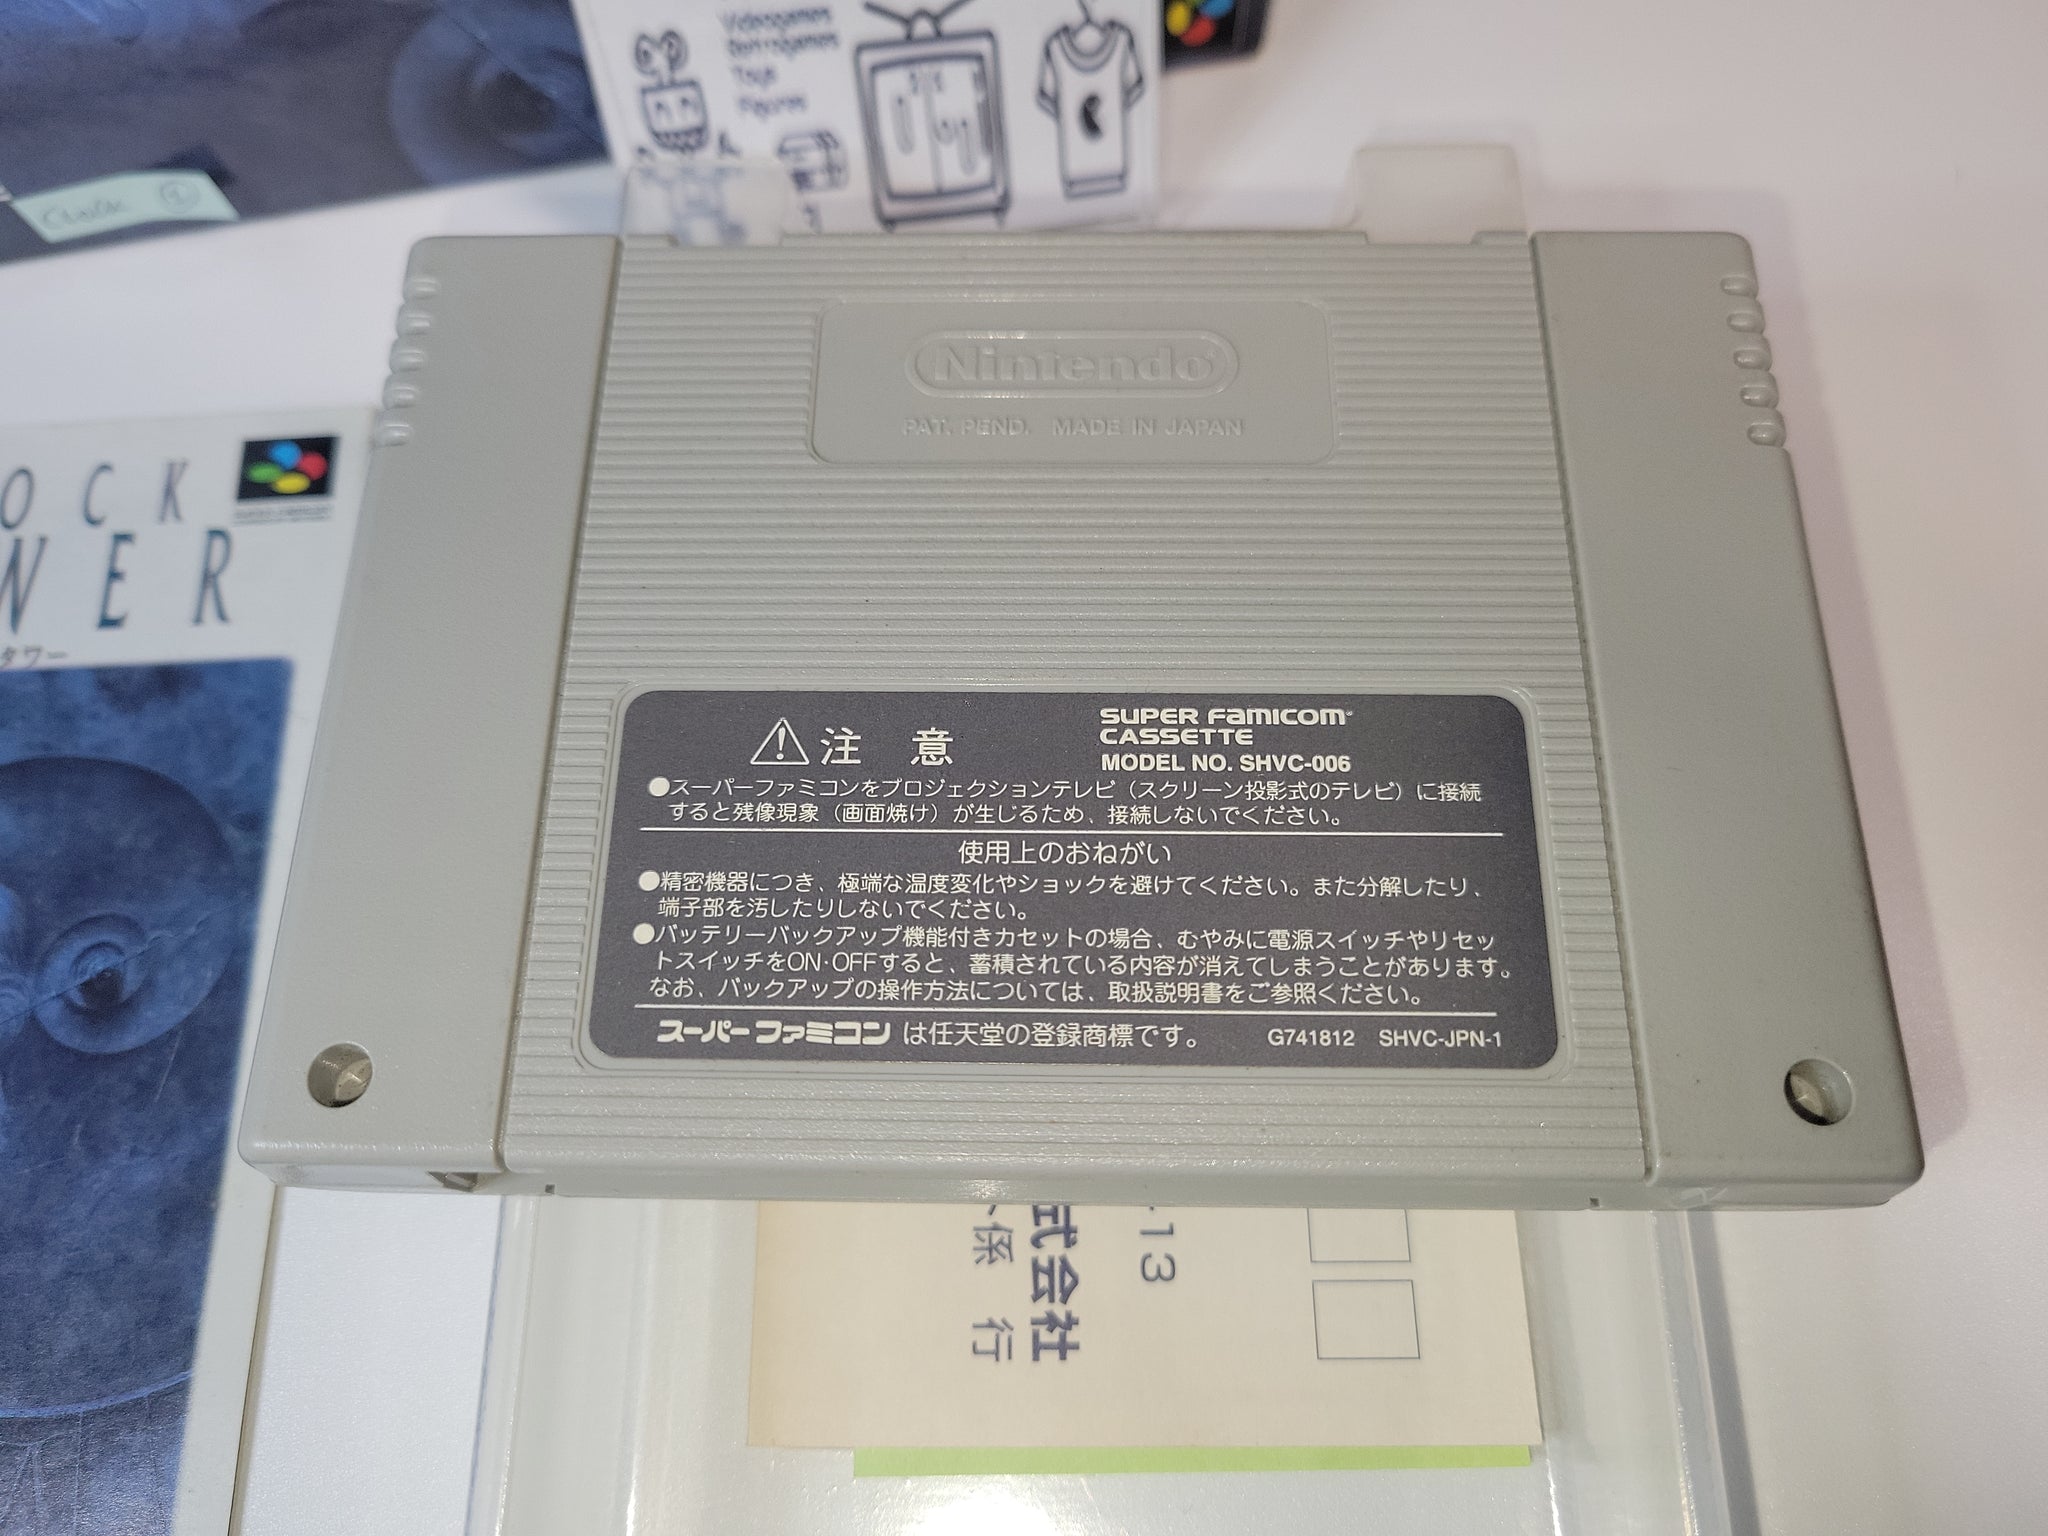 Videogames
Retrogames
Toys
Figures
Clock ①
OCK
WER
タワー
Nintendo
PAT. PEND. MADE IN JAPAN
注意
SUPER FAMICOM
CASSETTE
MODEL NO. SHVC-006
●スーパーファミコンをプロジェクションテレビ（スクリーン投影式のテレビ）に接続
すると残像現象（画面焼け）が生じるため、接続しないでください。
使用上のおねがい
●精密機器につき、極端な温度変化やショックを避けてください。また分解したり、
端子部を汚したりしないでください。
●バッテリーバックアップ機能付きカセットの場合、むやみに電源スイッチやリセッ
トスイッチをON·OFFすると、蓄積されている内容が消えてしまうことがあります。
なお、バックアップの操作方法については、取扱説明書をご参照ください。
スーパーファミコン は任天堂の登録商標です。 G741812 SHVC-JPN-1
-13
式会社
係 行